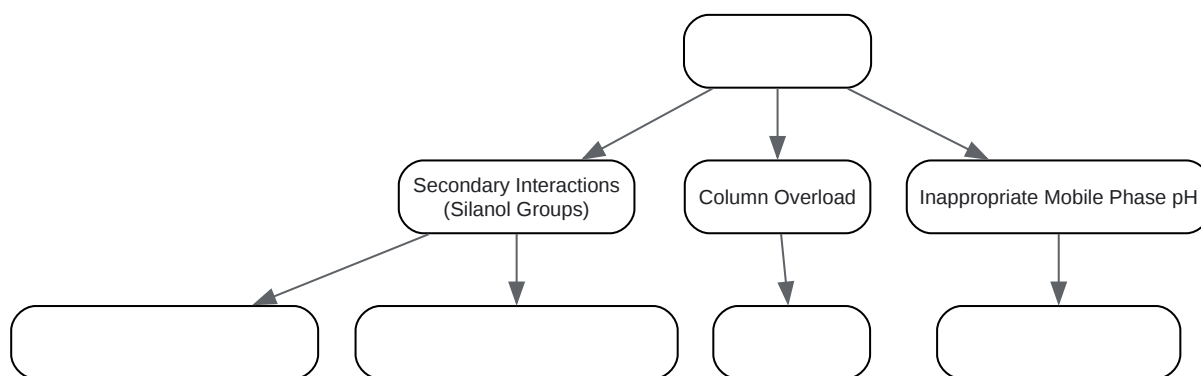 Secondary Interactions
(Silanol Groups)
Column Overload
Inappropriate Mobile Phase pH